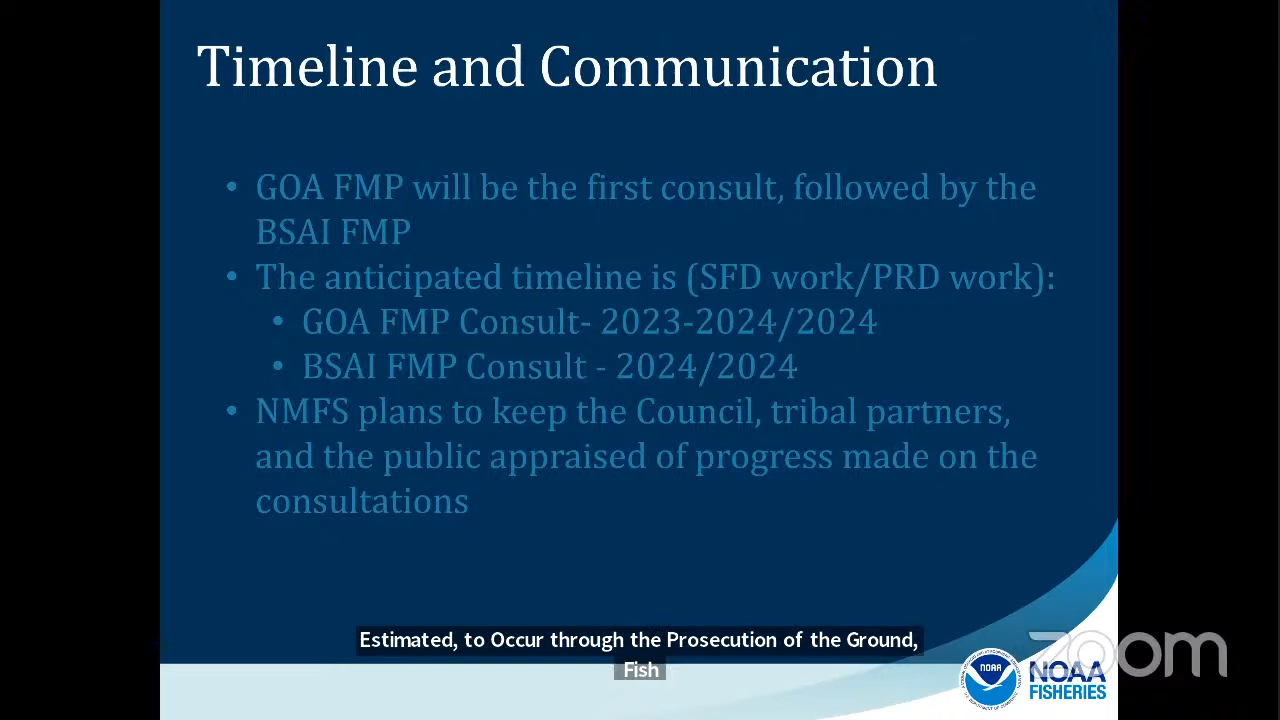 Timeline and Communication
• GOA FMP will be the first consult, followed by the
BSAI FMP
• The anticipated timeline is (SFD work/PRD work):
• GOA FMP Consult- 2023-2024/2024
• BSAI FMP Consult - 2024/2024
• NMFS plans to keep the Council, tribal partners,
and the public appraised of progress made on the
consultations
Estimated, to Occur through the Prosecution of the Ground,
Fish
zoom
NOAA
NOAA
FISHERIES